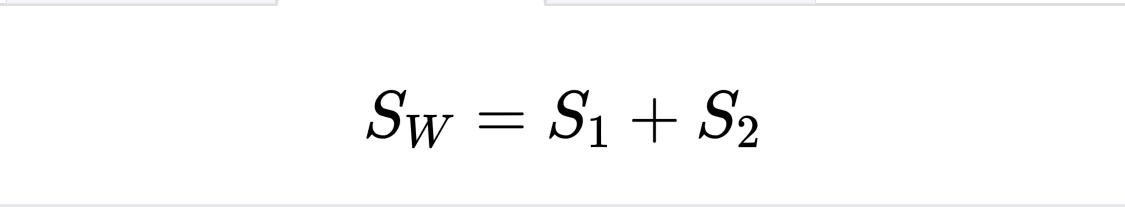 S_W = S_1 + S_2